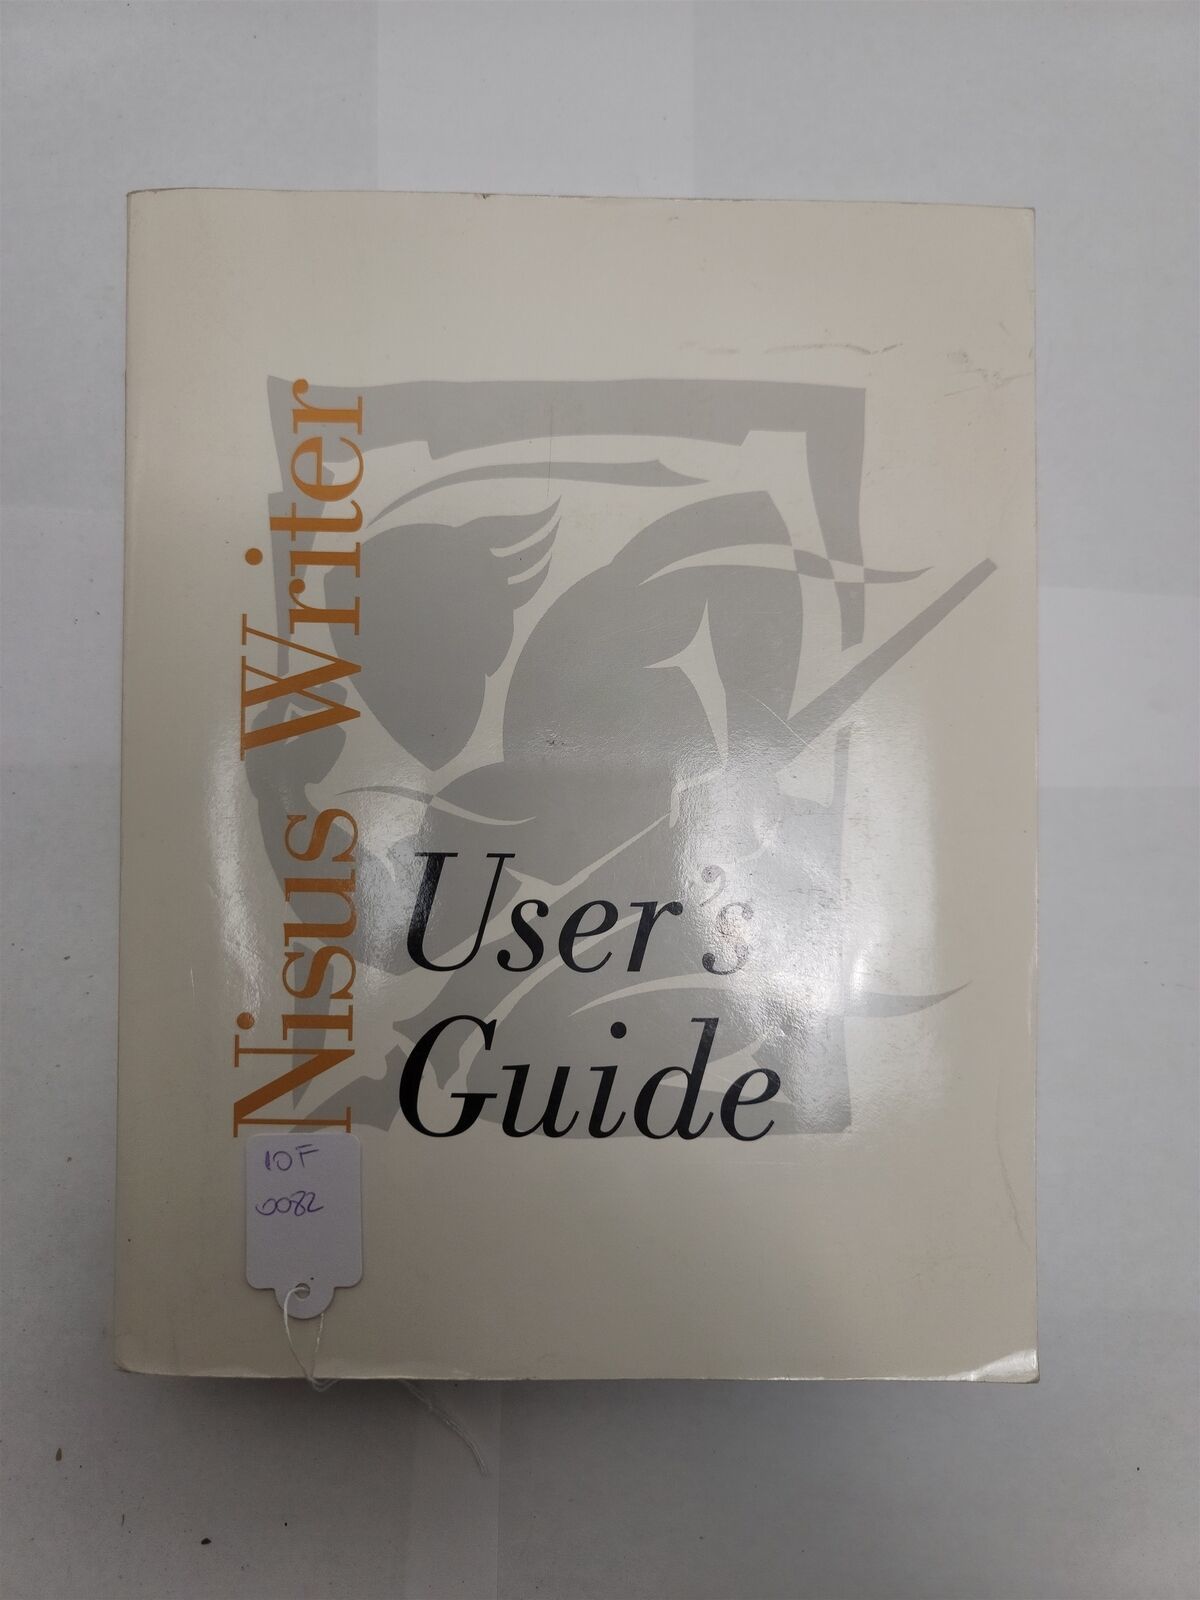 Nisus Writer
User's
Guide
10F
0082